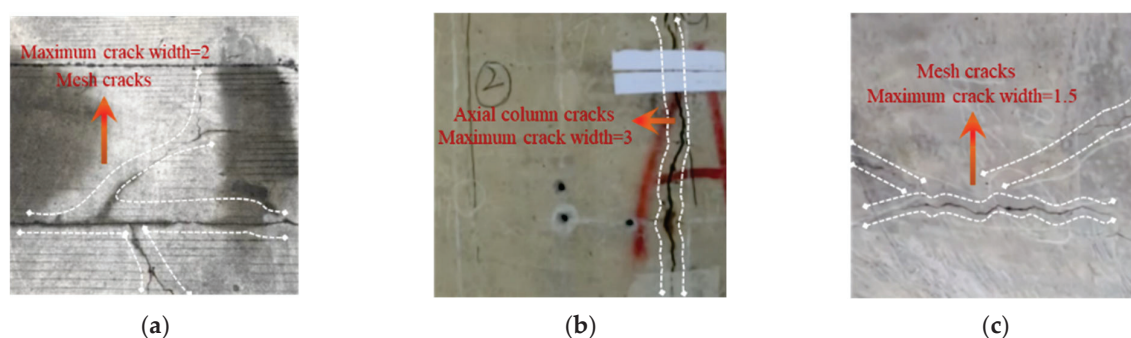 Maximum crack width=2
Mesh cracks
(a)
2
Axial column cracks
Maximum crack width=3
(b)
Mesh cracks
Maximum crack width=1.5
(c)